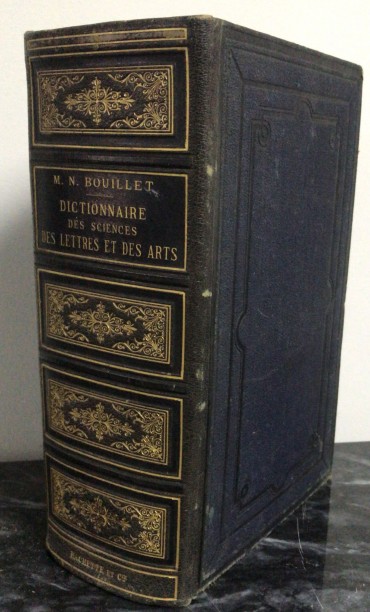 M. N. BOUILLET
DICTIONNAIRE
DES SCIENCES
DES LETTRES ET DES ARTS
HACHETTE ET Cie